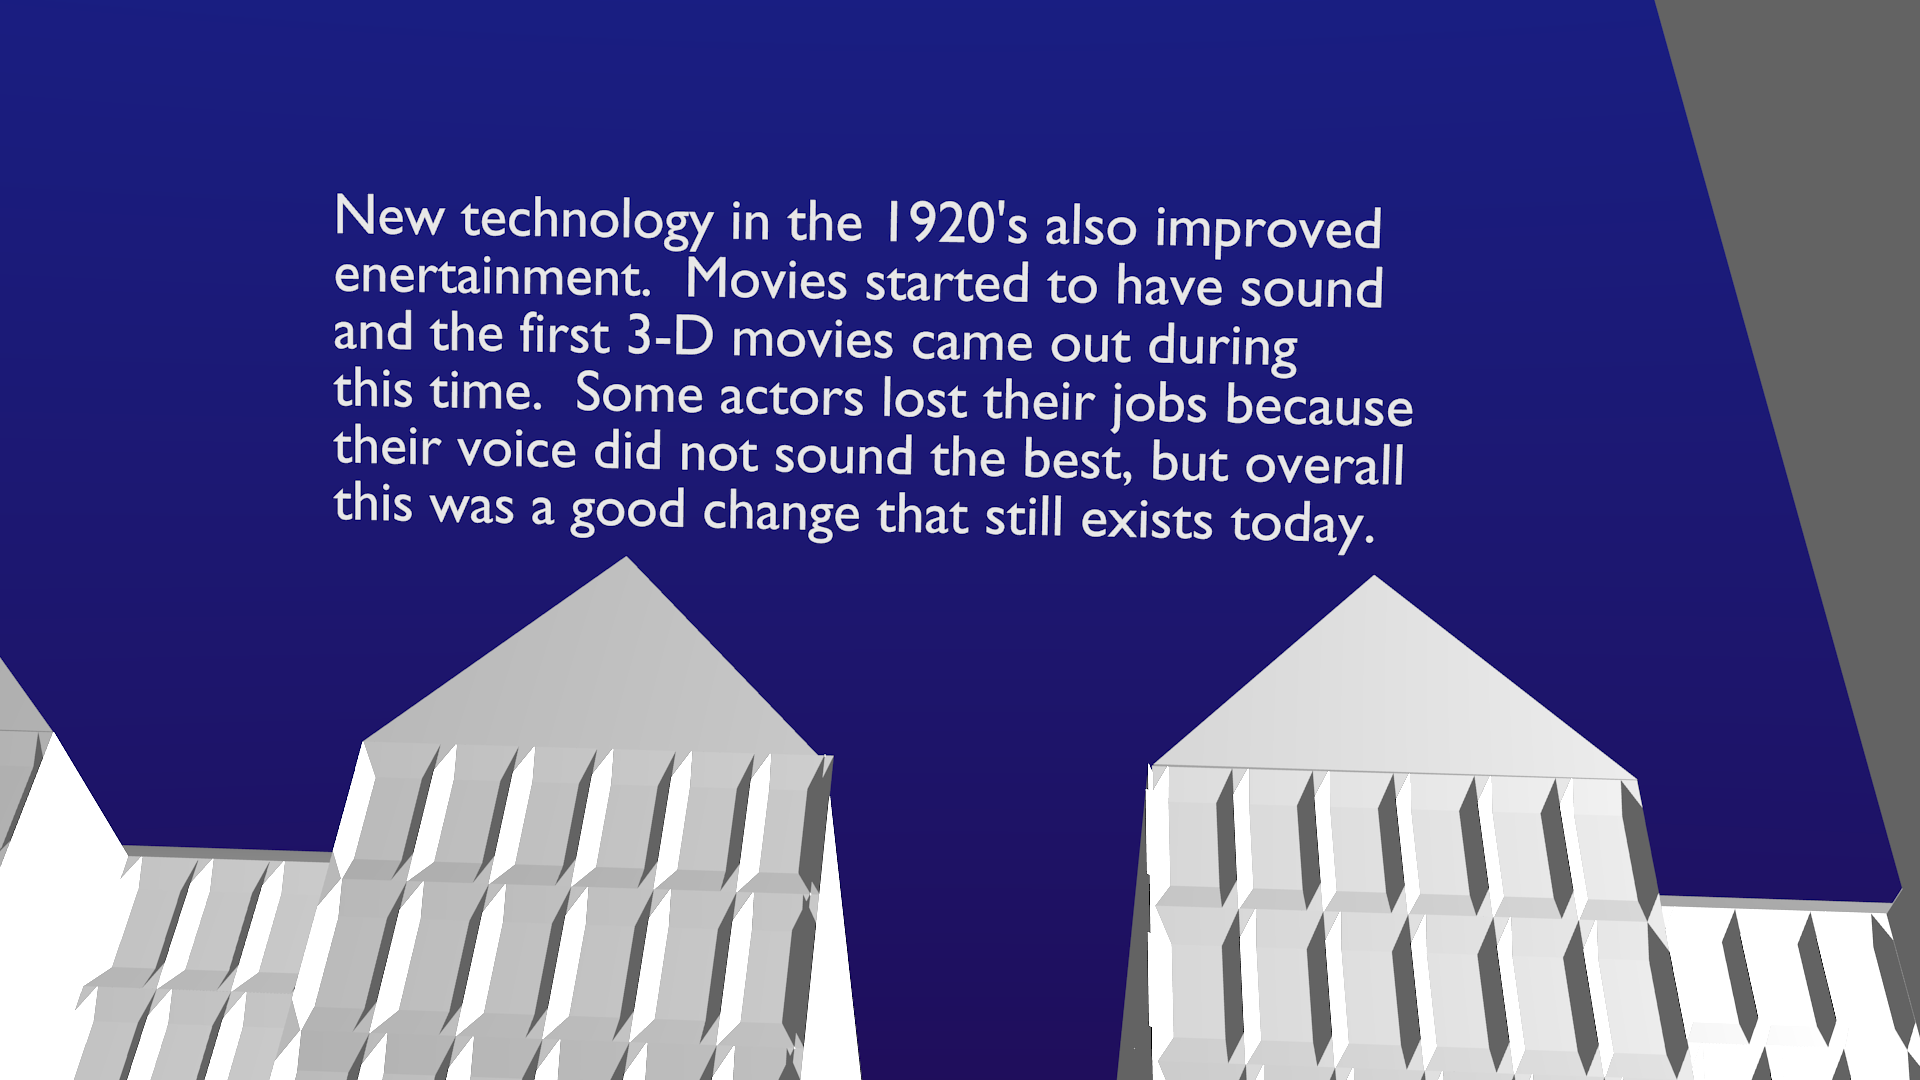 New technology in the 1920's also improved
enertainment.  Movies started to have sound
and the first 3-D movies came out during
this time.  Some actors lost their jobs because
their voice did not sound the best, but overall
this was a good change that still exists today.